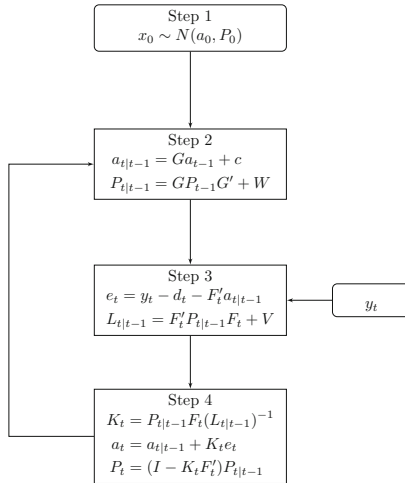 Step 1
x_0 ∼ N(a_0, P_0)
Step 2
a_{t|t−1} = Ga_{t−1} + c
P_{t|t−1} = GP_{t−1}G′ + W
Step 3
e_t = y_t − d_t − F′_t a_{t|t−1}
L_{t|t−1} = F′_t P_{t|t−1}F_t + V
y_t
Step 4
K_t = P_{t|t−1}F_t(L_{t|t−1})^{−1}
a_t = a_{t|t−1} + K_t e_t
P_t = (I − K_t F′_t)P_{t|t−1}